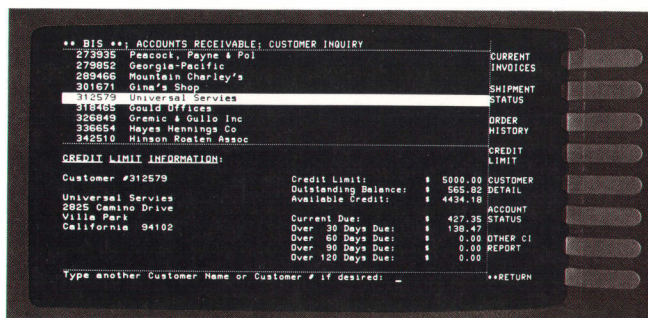 ** BIS **; ACCOUNTS RECEIVABLE; CUSTOMER INQUIRY
273935 Peacock, Payne & Pol
279852 Georgia-Pacific
289466 Mountain Charley's
301671 Gina's Shop
312579 Universal Servies
318465 Gould Offices
326849 Gremic & Gullo Inc
336654 Hayes Hennings Co
342510 Hinson Roaten Assoc
CREDIT LIMIT INFORMATION:
Customer #312579
Universal Servies
2825 Camino Drive
Villa Park
California 94102
Credit Limit: $ 5000.00
Outstanding Balance: $ 565.82
Available Credit: $ 4434.18
Current Due: $ 427.35
Over 30 Days Due: $ 138.47
Over 60 Days Due: $ 0.00
Over 90 Days Due: $ 0.00
Over 120 Days Due: $ 0.00
Type another Customer Name or Customer # if desired: _
CURRENT
INVOICES
SHIPMENT
STATUS
ORDER
HISTORY
CREDIT
LIMIT
CUSTOMER
DETAIL
ACCOUNT
STATUS
OTHER CI
REPORT
**RETURN